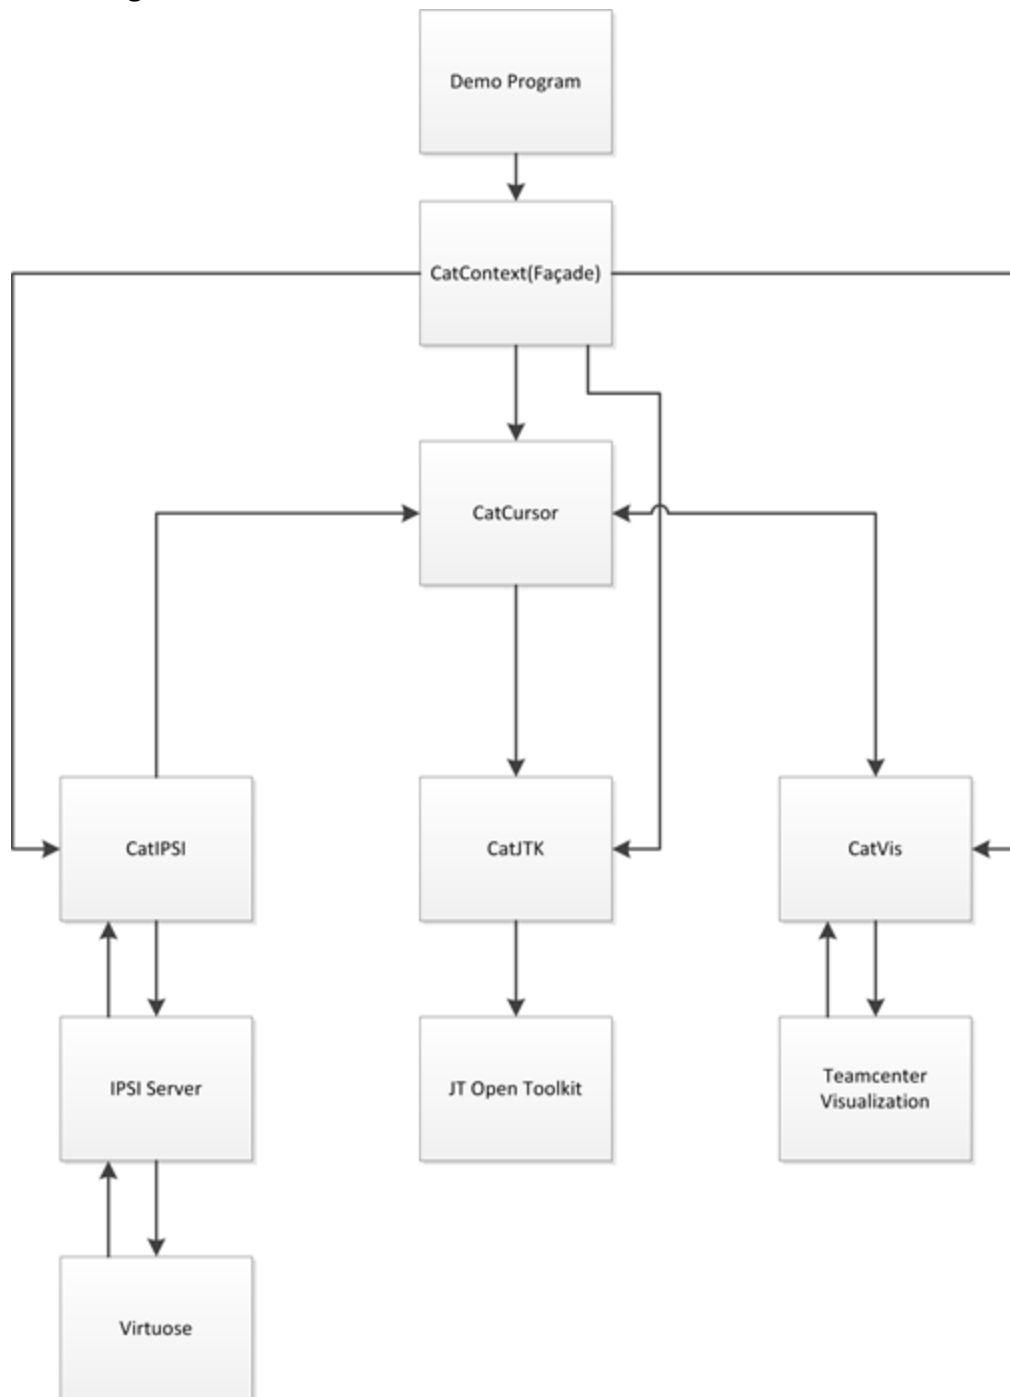 Demo Program
CatContext(Façade)
CatCursor
CatIPSI
CatJTK
CatVis
IPSI Server
JT Open Toolkit
Teamcenter
Visualization
Virtuose